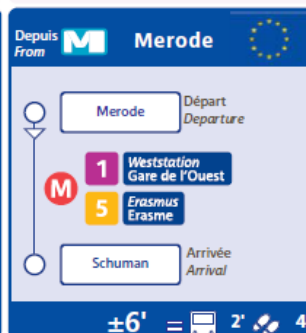 Depuis
From
M
Merode
Merode
Départ
Departure
M
1
Weststation
Gare de l'Ouest
5
Erasmus
Erasme
Schuman
Arrivée
Arrival
±6' = 2' 4